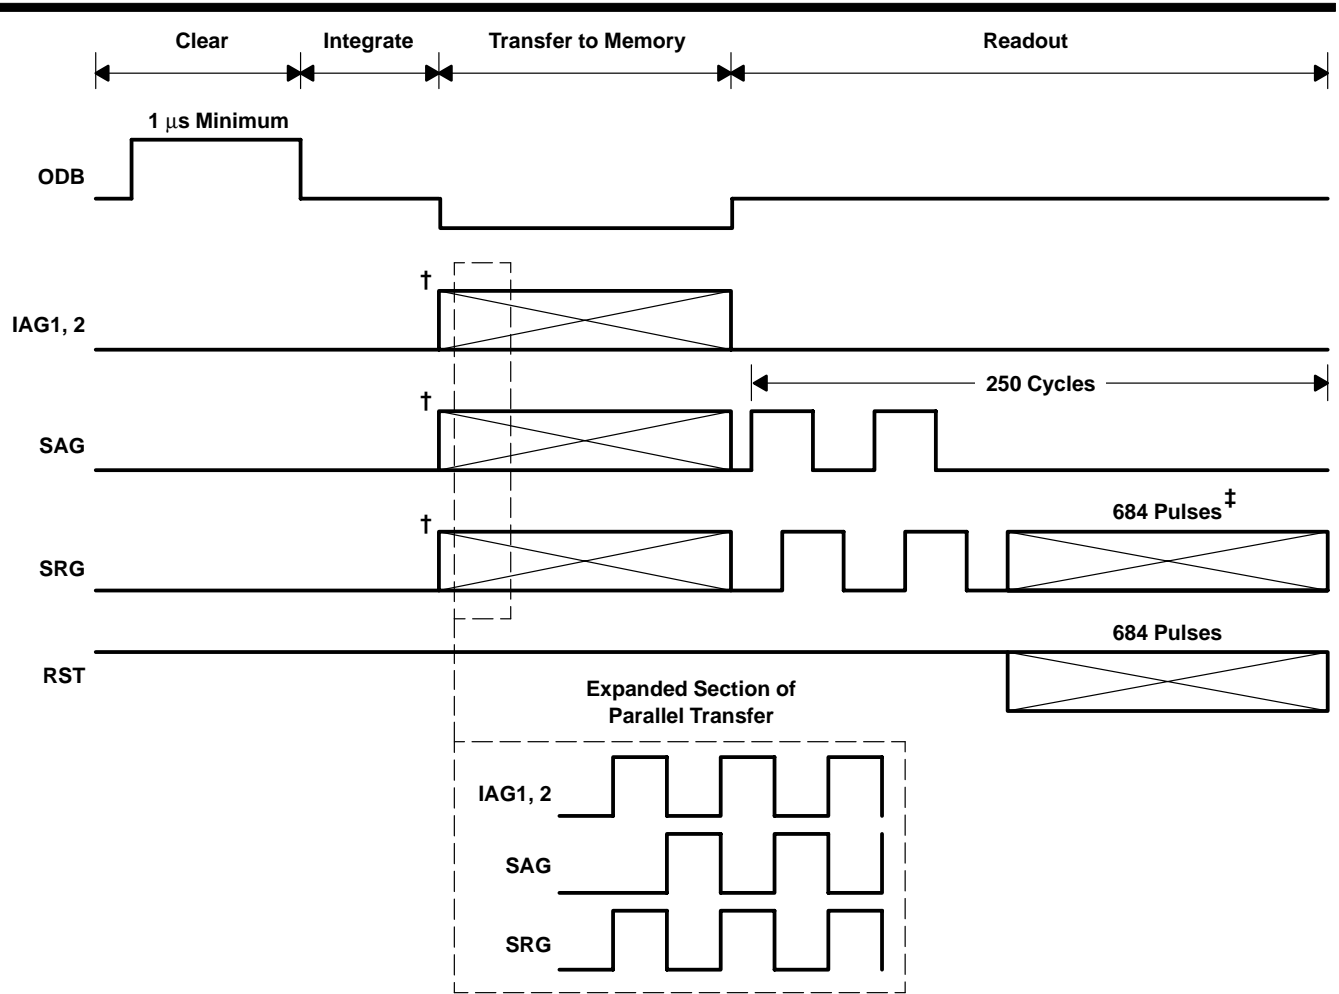 Clear Integrate Transfer to Memory Readout
1 μs Minimum
ODB
†
IAG1, 2
250 Cycles
†
SAG
684 Pulses‡
†
SRG
684 Pulses
RST
Expanded Section of
Parallel Transfer
IAG1, 2
SAG
SRG